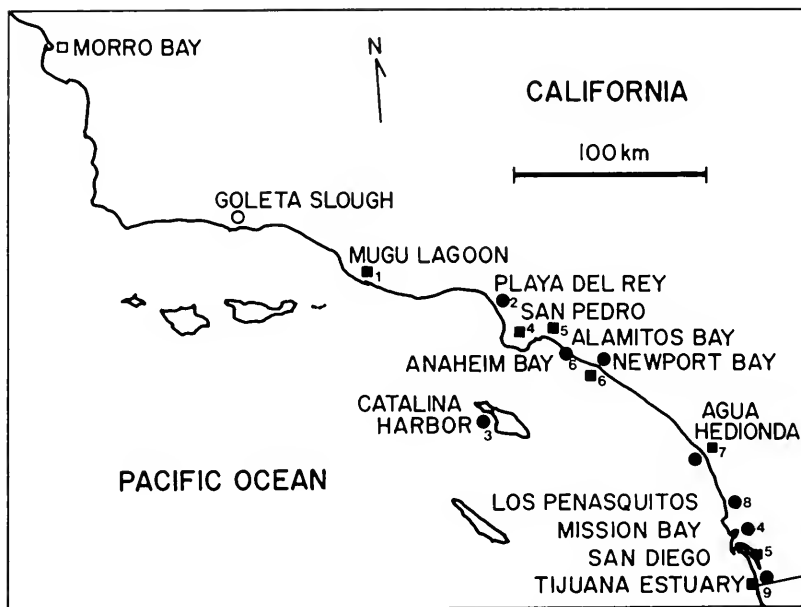 MORRO BAY
N
CALIFORNIA
100 km
GOLETA SLOUGH
MUGU LAGOON
1
PLAYA DEL REY
2
SAN PEDRO
4 5
ALAMITOS BAY
ANAHEIM BAY 6 NEWPORT BAY
6
CATALINA
HARBOR 3
AGUA
HEDIONDA
7
PACIFIC OCEAN
LOS PENASQUITOS 8
MISSION BAY 4
SAN DIEGO 5
TIJUANA ESTUARY 9